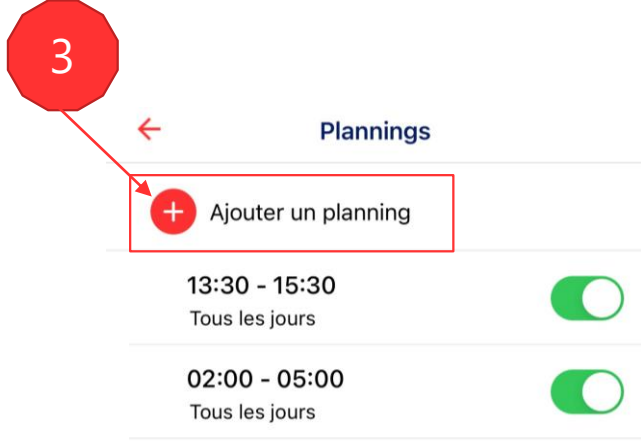 3
Plannings
Ajouter un planning
13:30 - 15:30
Tous les jours
02:00 - 05:00
Tous les jours